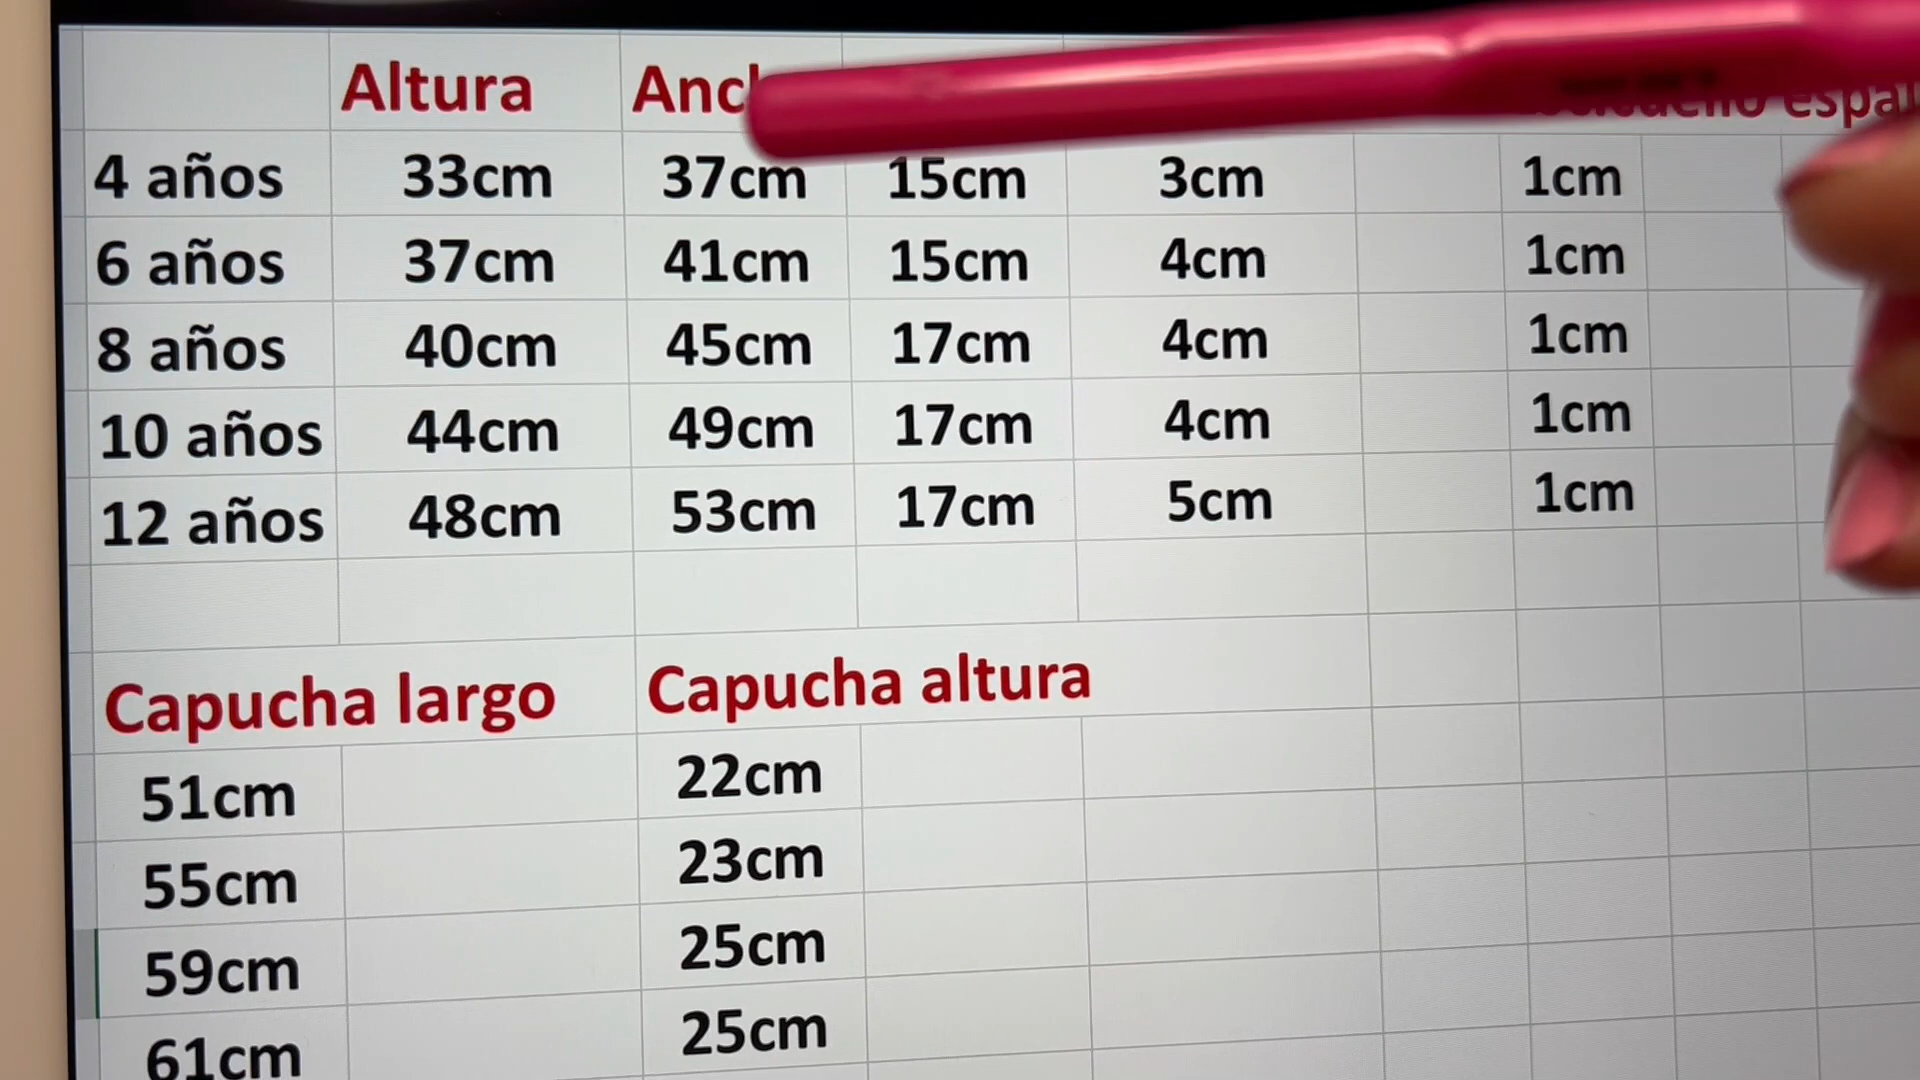 Altura
4 años 33cm 37cm 15cm 3cm 1cm
6 años 37cm 41cm 15cm 4cm 1cm
8 años 40cm 45cm 17cm 4cm 1cm
10 años 44cm 49cm 17cm 4cm 1cm
12 años 48cm 53cm 17cm 5cm 1cm
Capucha largo Capucha altura
51cm 22cm
55cm 23cm
59cm 25cm
61cm 25cm